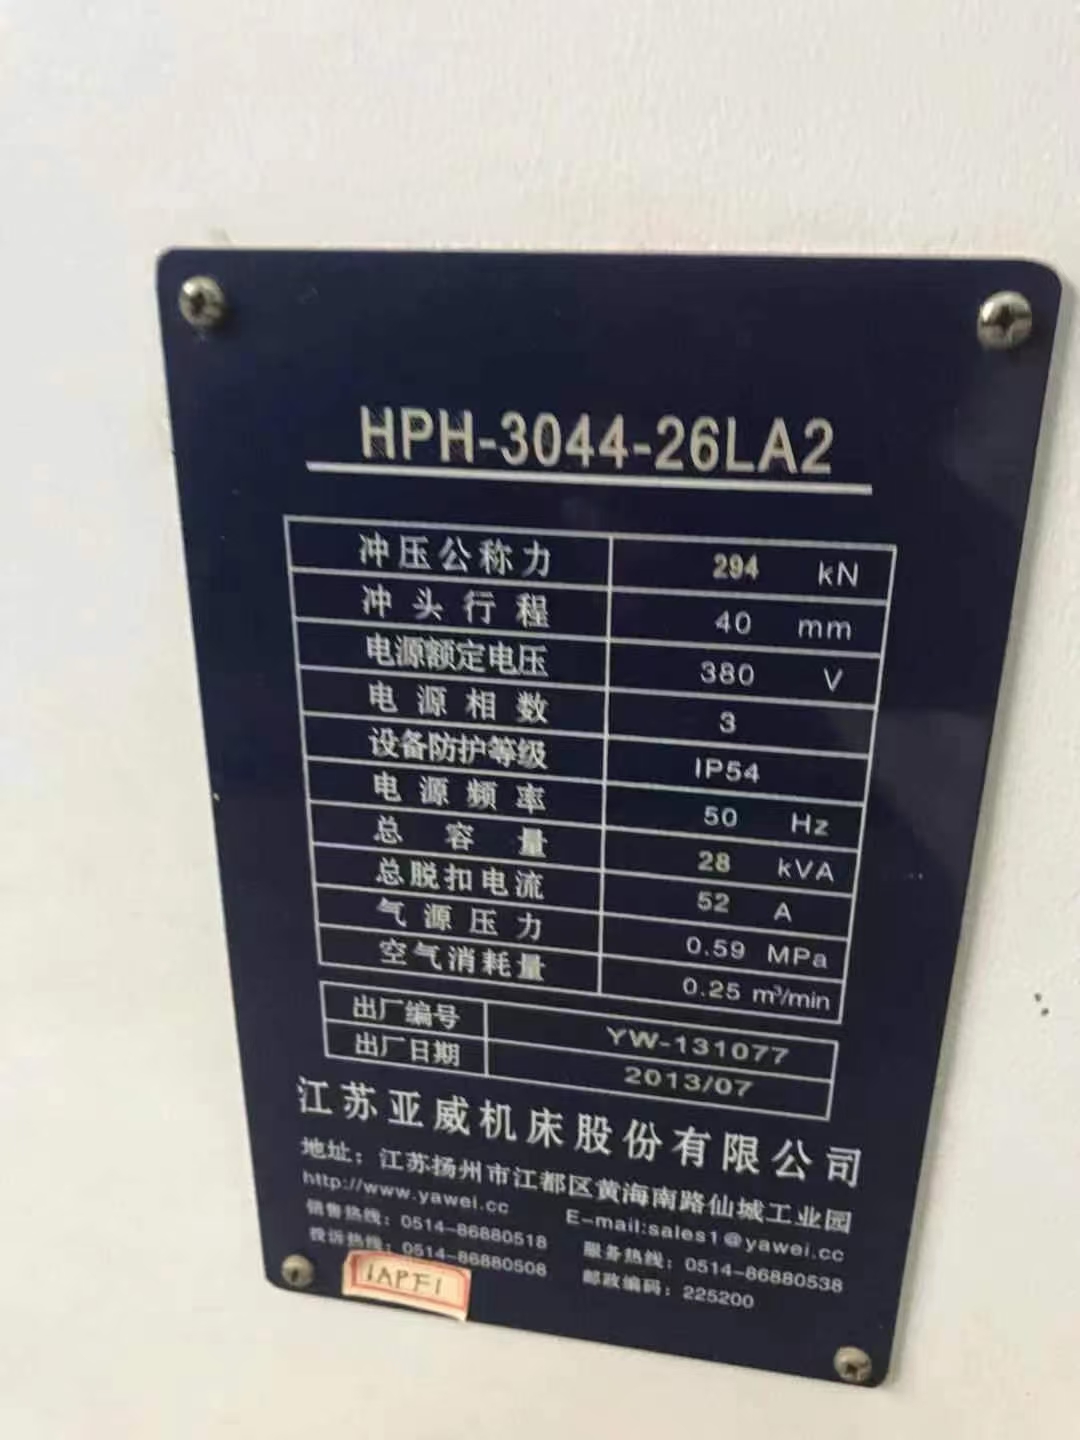 HPH-3044-26LA2
冲压公称力 294 kN
冲头行程 40 mm
电源额定电压 380 V
电源相数 3
设备防护等级 IP54
电源频率 50 Hz
总容量 28 kVA
总脱扣电流 52 A
气源压力 0.59 MPa
空气消耗量 0.25 m³/min
出厂编号 YW-131077
出厂日期 2013/07
江苏亚威机床股份有限公司
地址：江苏扬州市江都区黄海南路仙城工业园
http://www.yawei.cc E-mail:sales1@yawei.cc
销售热线：0514-86880518 服务热线：0514-86880538
投诉热线：0514-86880508 邮政编码：225200
1APF1